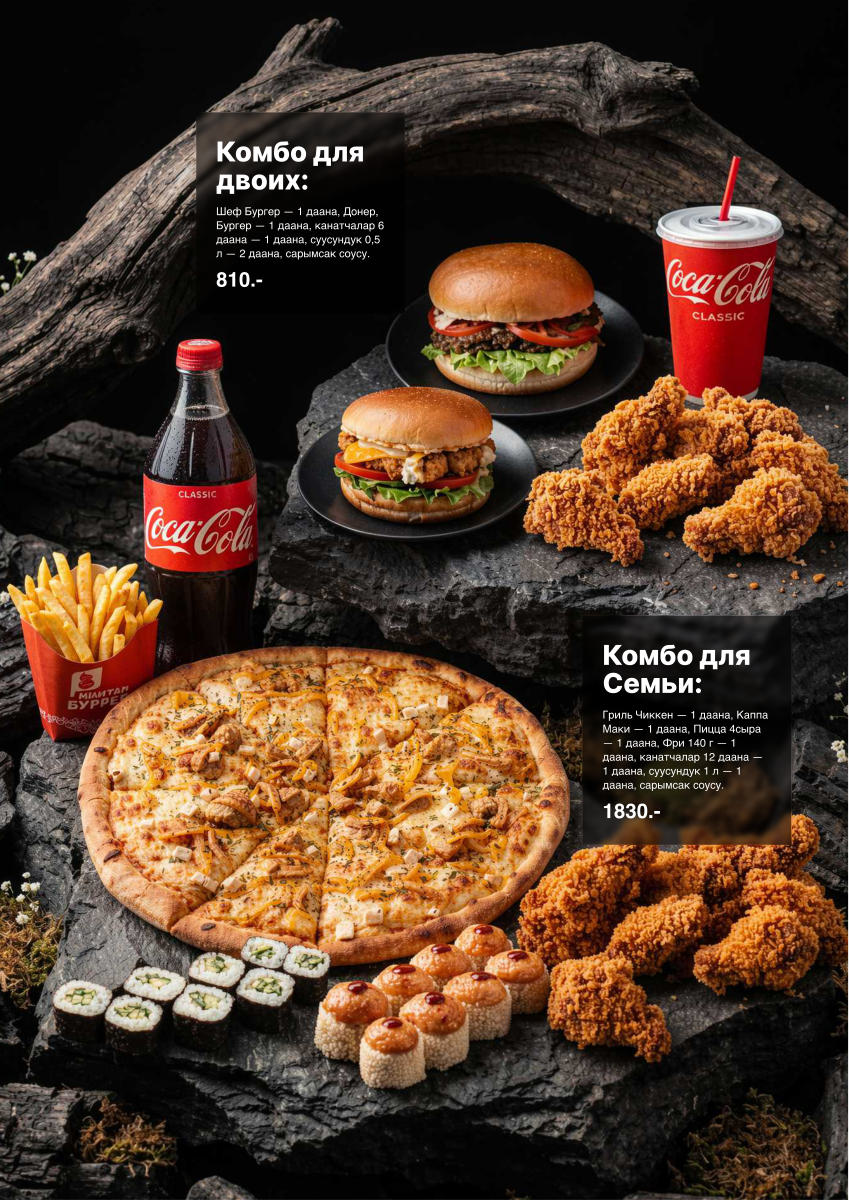 Комбо для
двоих:
Шеф Бургер — 1 даана, Донер,
Бургер — 1 даана, канатчалар 6
даана — 1 даана, суусундук 0,5
л — 2 даана, сарымсак соусу.
810.-
Coca-Cola
CLASSIC
CLASSIC
Coca-Cola
Комбо для
Семьи:
Гриль Чиккен — 1 даана, Каппа
Маки — 1 даана, Пицца 4сыра
— 1 даана, Фри 140 г — 1
даана, канатчалар 12 даана —
1 даана, суусундук 1 л — 1
даана, сарымсак соусу.
1830.-